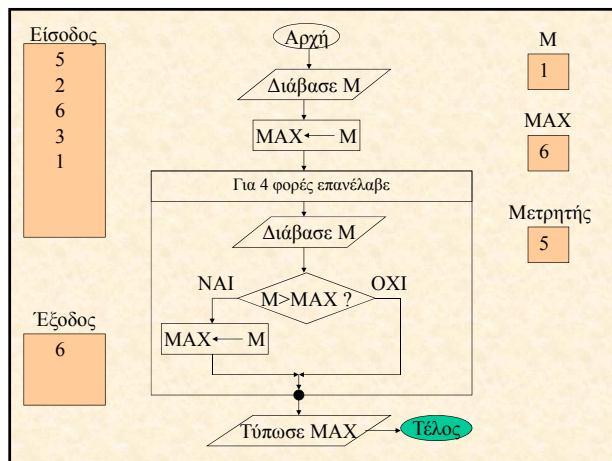 Είσοδος
5
2
6
3
1
Έξοδος
6
Αρχή
Διάβασε Μ
ΜΑΧ Μ
Για 4 φορές επανέλαβε
Διάβασε Μ
ΝΑΙ ΟΧΙ
Μ>ΜΑΧ ?
ΜΑΧ Μ
Τύπωσε ΜΑΧ
Τέλος
Μ
1
ΜΑΧ
6
Μετρητής
5